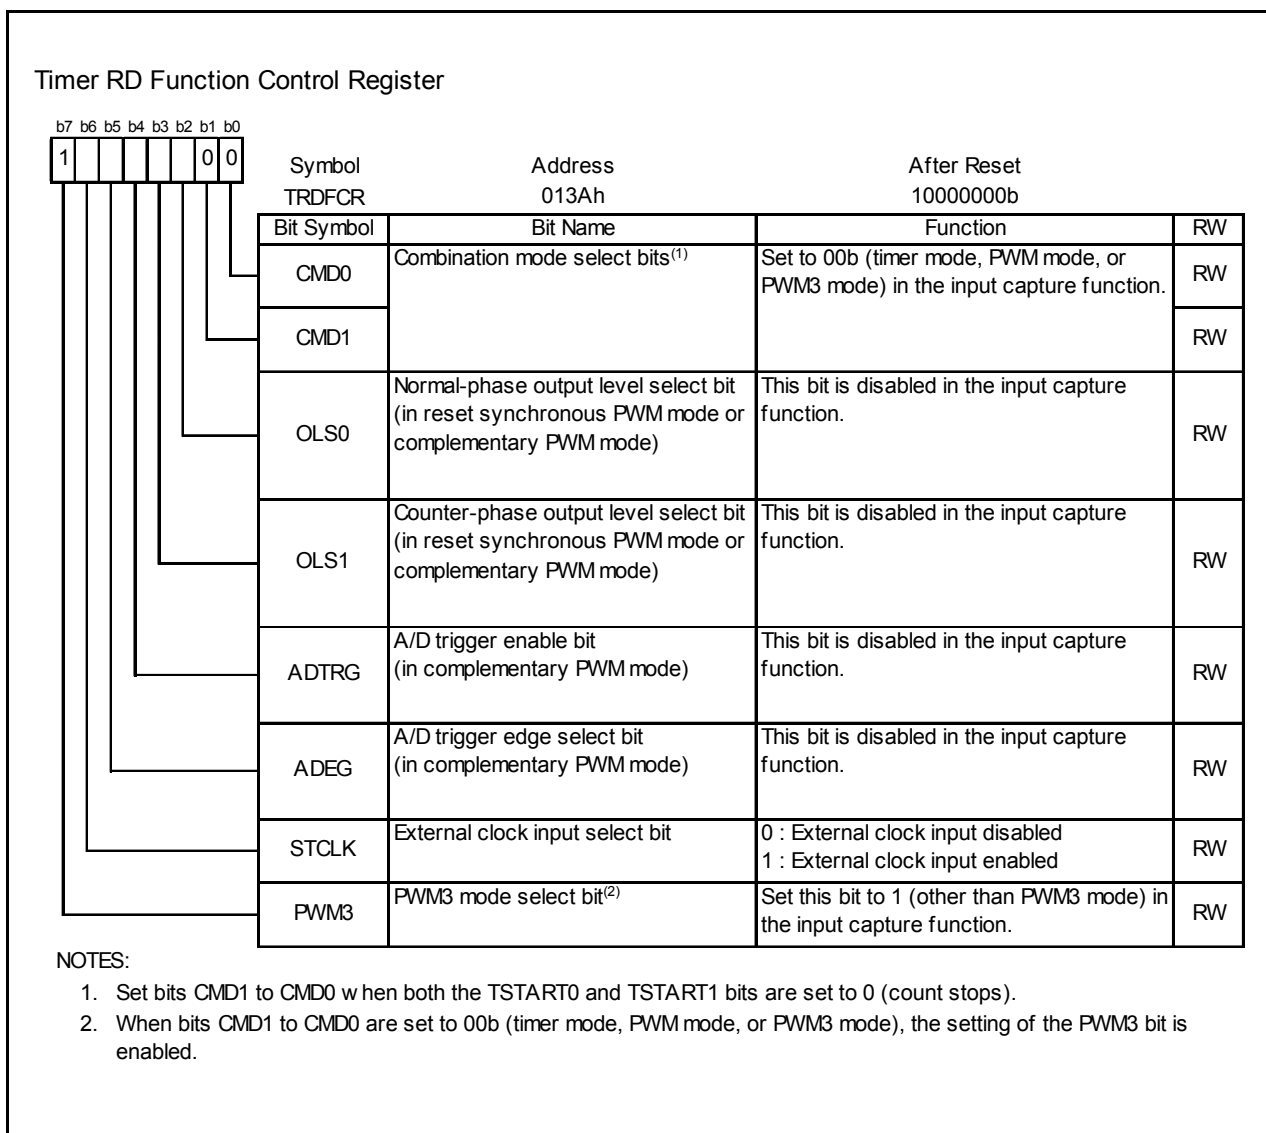 Timer RD Function Control Register
b7 b6 b5 b4 b3 b2 b1 b0
1 0 0
Symbol Address After Reset
TRDFCR 013Ah 10000000b
Bit Symbol Bit Name Function RW
CMD0 Combination mode select bits(1) Set to 00b (timer mode, PWM mode, or
PWM3 mode) in the input capture function. RW
CMD1 RW
OLS0 Normal-phase output level select bit
(in reset synchronous PWM mode or
complementary PWM mode)
This bit is disabled in the input capture
function.
RW
OLS1 Counter-phase output level select bit
(in reset synchronous PWM mode or
complementary PWM mode)
This bit is disabled in the input capture
function.
RW
ADTRG A/D trigger enable bit
(in complementary PWM mode)
This bit is disabled in the input capture
function.
RW
ADEG A/D trigger edge select bit
(in complementary PWM mode)
This bit is disabled in the input capture
function.
RW
STCLK External clock input select bit
0 : External clock input disabled
1 : External clock input enabled
RW
PWM3 PWM3 mode select bit(2)
Set this bit to 1 (other than PWM3 mode) in
the input capture function.
RW
NOTES:
1. Set bits CMD1 to CMD0 w hen both the TSTART0 and TSTART1 bits are set to 0 (count stops).
2. When bits CMD1 to CMD0 are set to 00b (timer mode, PWM mode, or PWM3 mode), the setting of the PWM3 bit is
enabled.